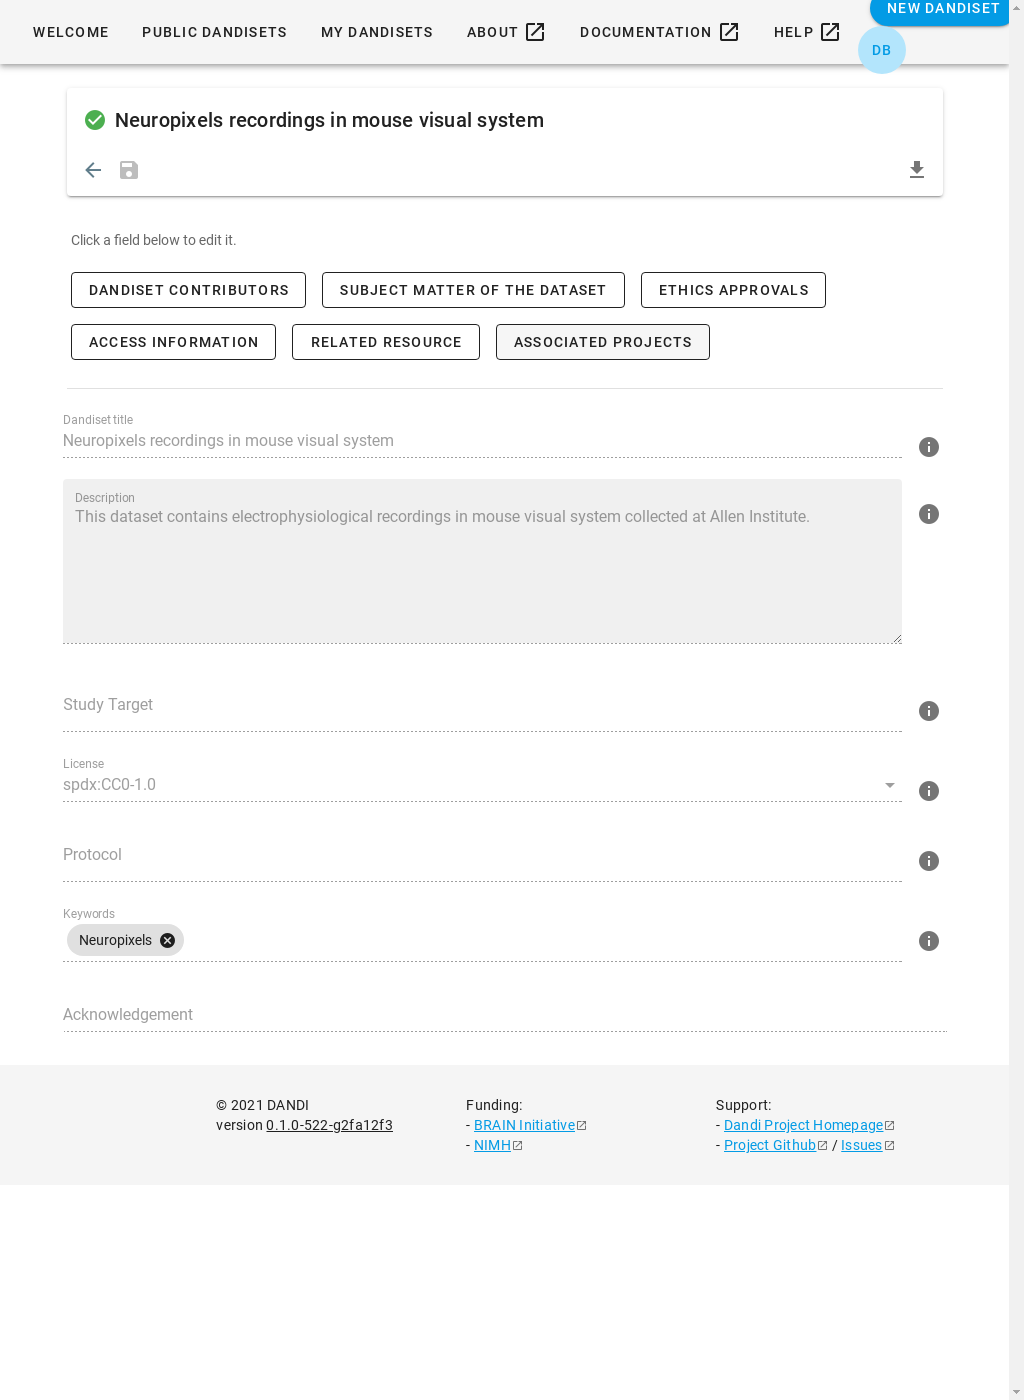 NEW DANDISET
WELCOME PUBLIC DANDISETS MY DANDISETS ABOUT DOCUMENTATION HELP
DB
Neuropixels recordings in mouse visual system
Click a field below to edit it.
DANDISET CONTRIBUTORS SUBJECT MATTER OF THE DATASET ETHICS APPROVALS
ACCESS INFORMATION RELATED RESOURCE ASSOCIATED PROJECTS
Dandiset title
Neuropixels recordings in mouse visual system
Description
This dataset contains electrophysiological recordings in mouse visual system collected at Allen Institute.
Study Target
License
spdx:CC0-1.0
Protocol
Keywords
Neuropixels
Acknowledgement
© 2021 DANDI
version 0.1.0-522-g2fa12f3
Funding:
- BRAIN Initiative
- NIMH
Support:
- Dandi Project Homepage
- Project Github / Issues